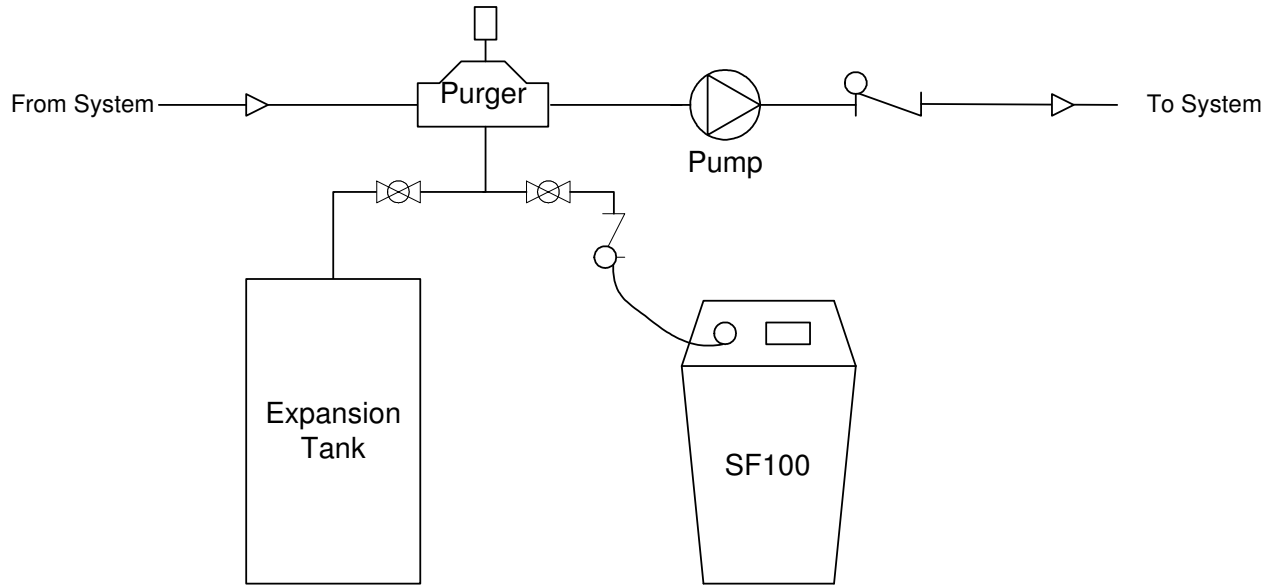 From System
Purger
To System
Pump
Expansion
Tank
SF100